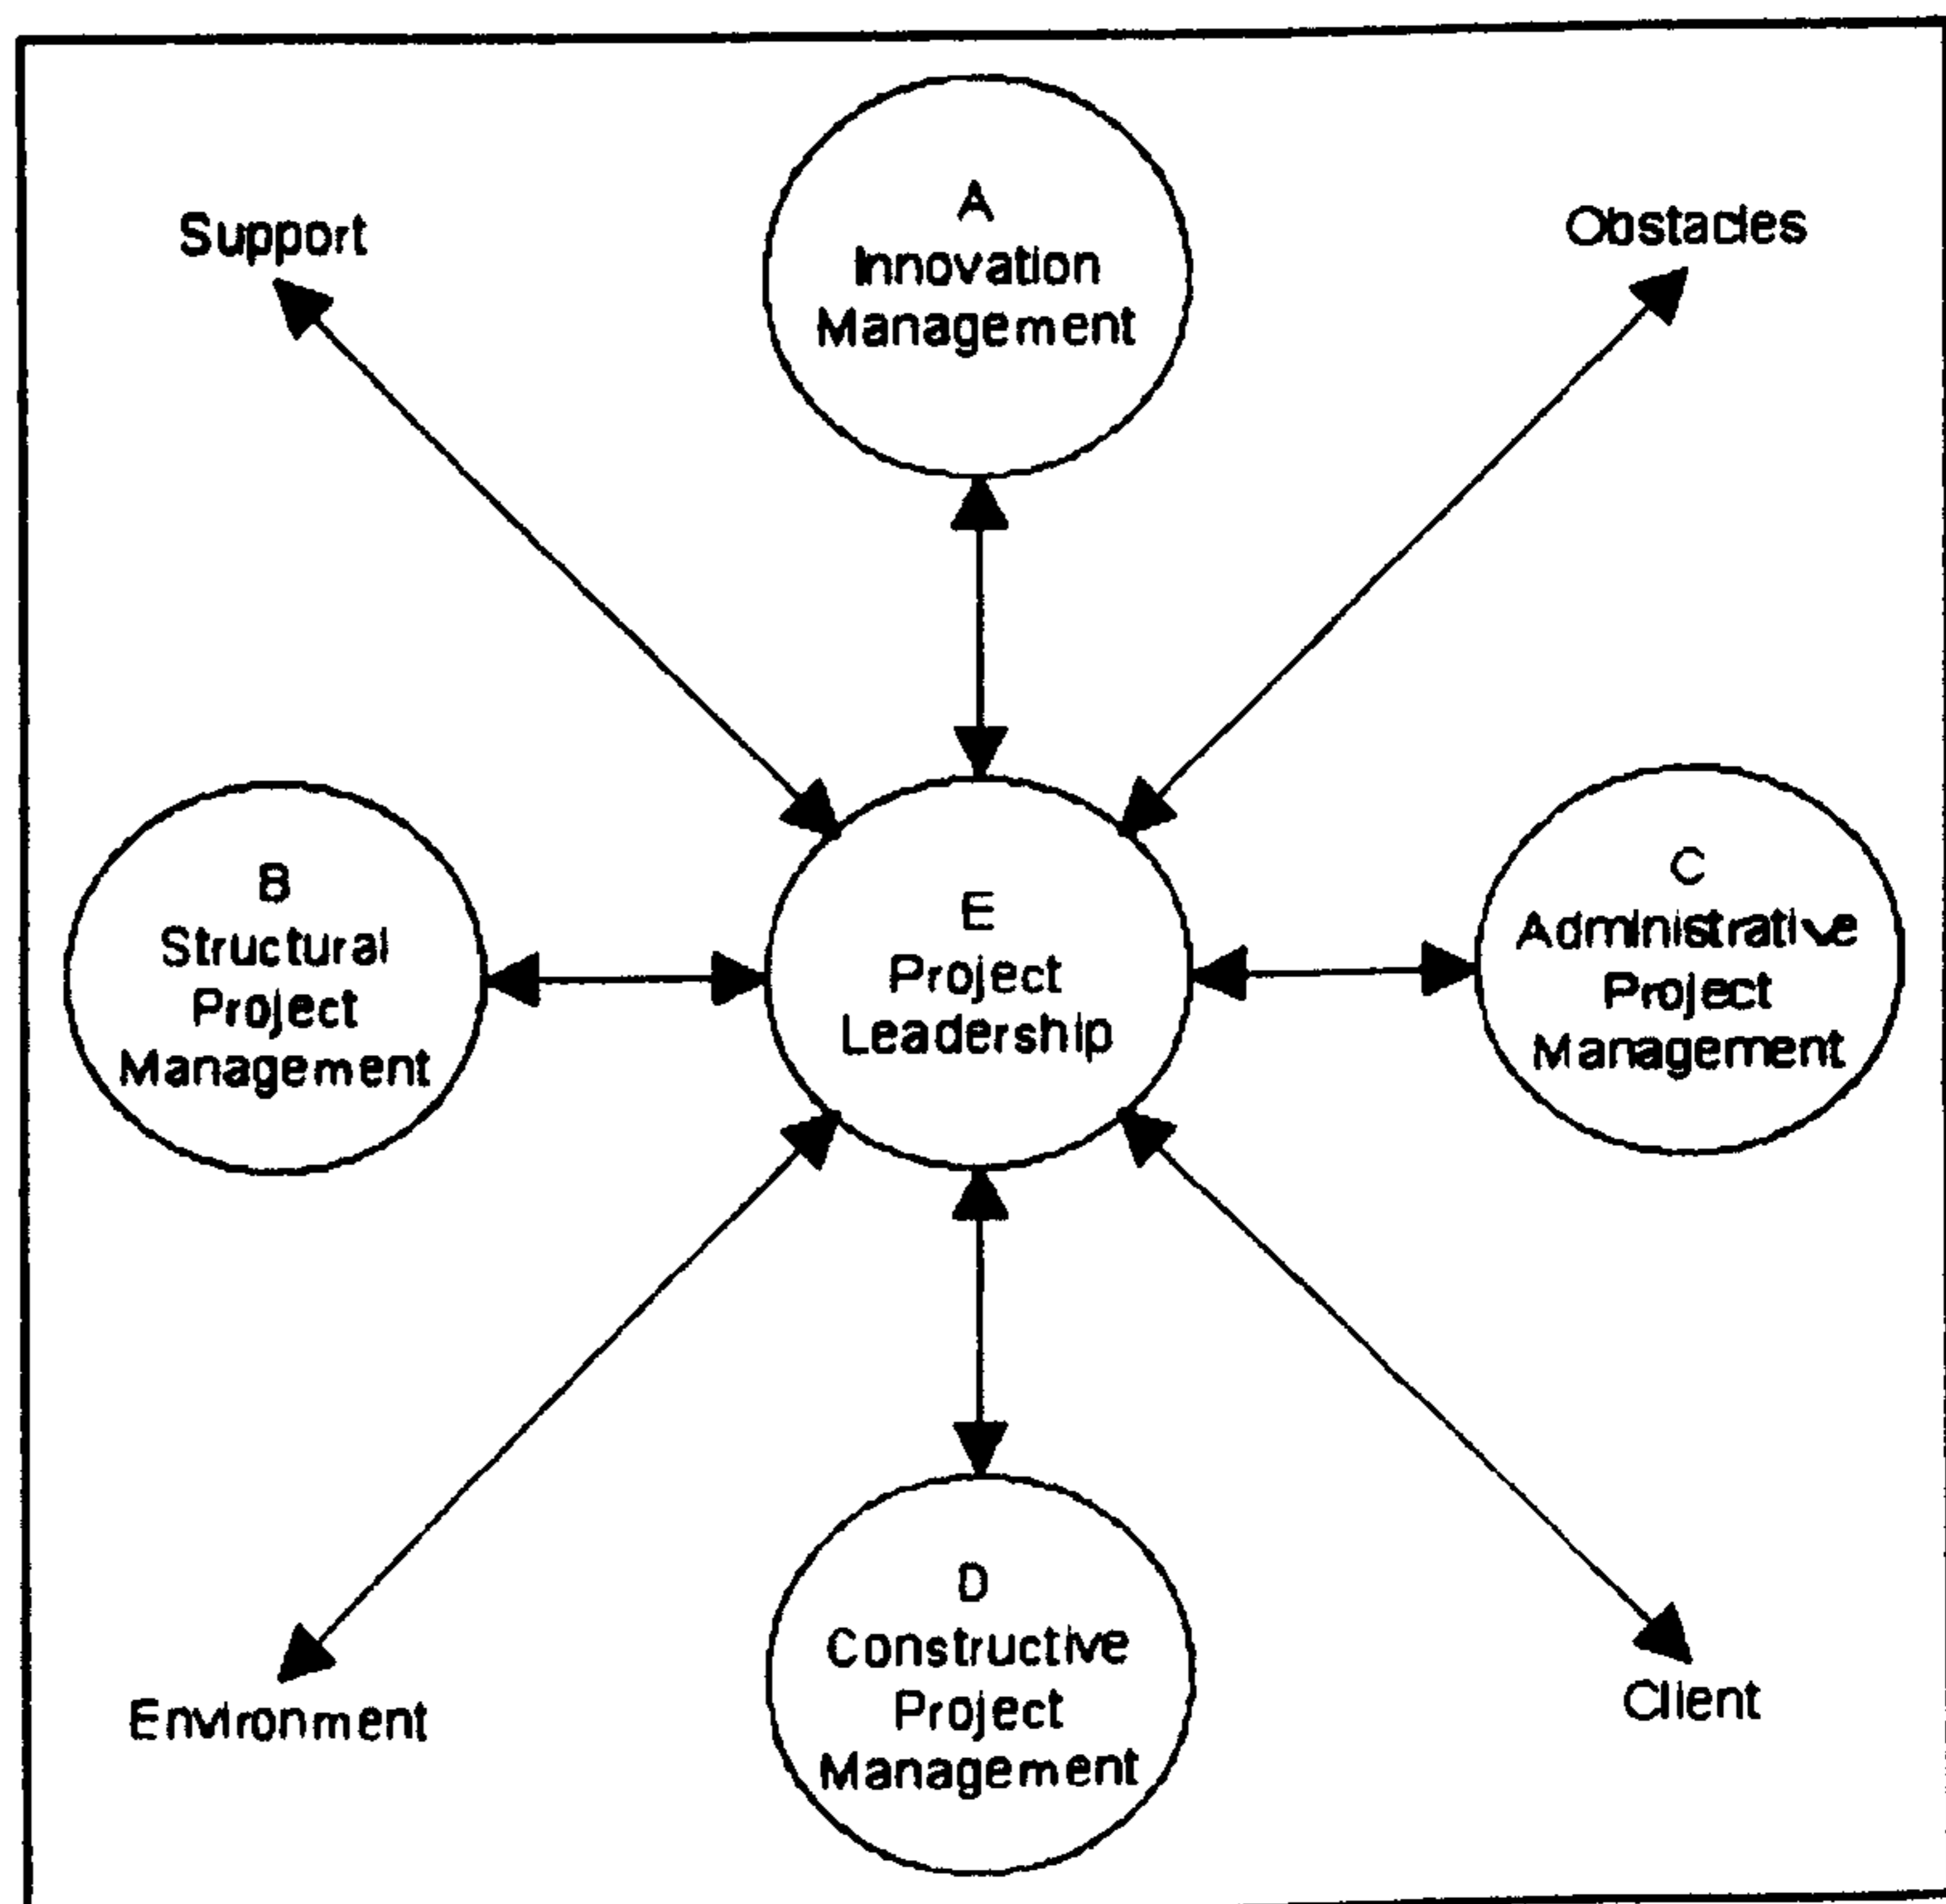 Support
A
Innovation
Management
Obstacles
B
Structural
Project
Management
E
Project
Leadership
C
Administrative
Project
Management
Environment
D
Constructive
Project
Management
Client